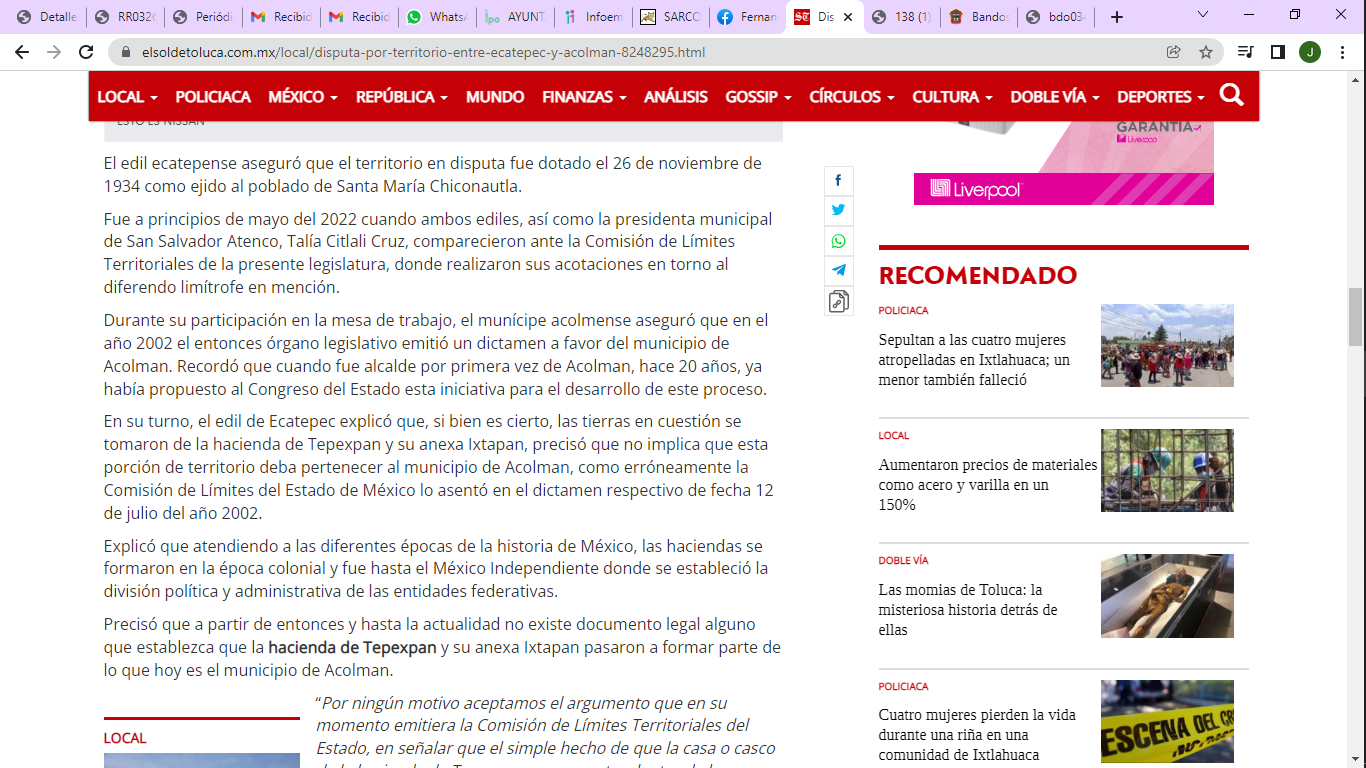 Detalle
RR0326
Periódi
Recibid
Recibid
WhatsA
AYUNTA
Infoem
SARCO
Fernan
Dis
138 (1)
Bandos
bdo034
elsoldetoluca.com.mx/local/disputa-por-territorio-entre-ecatepec-y-acolman-8248295.html
J
LOCAL POLICIACA MÉXICO REPÚBLICA MUNDO FINANZAS ANÁLISIS GOSSIP CÍRCULOS CULTURA DOBLE VÍA DEPORTES
ESTO ES NISSAN
El edil ecatepense aseguró que el territorio en disputa fue dotado el 26 de noviembre de
1934 como ejido al poblado de Santa María Chiconautla.
Fue a principios de mayo del 2022 cuando ambos ediles, así como la presidenta municipal
de San Salvador Atenco, Talía Citlali Cruz, comparecieron ante la Comisión de Límites
Territoriales de la presente legislatura, donde realizaron sus acotaciones en torno al
diferendo limítrofe en mención.
Durante su participación en la mesa de trabajo, el munícipe acolmense aseguró que en el
año 2002 el entonces órgano legislativo emitió un dictamen a favor del municipio de
Acolman. Recordó que cuando fue alcalde por primera vez de Acolman, hace 20 años, ya
había propuesto al Congreso del Estado esta iniciativa para el desarrollo de este proceso.
En su turno, el edil de Ecatepec explicó que, si bien es cierto, las tierras en cuestión se
tomaron de la hacienda de Tepexpan y su anexa Ixtapan, precisó que no implica que esta
porción de territorio deba pertenecer al municipio de Acolman, como erróneamente la
Comisión de Límites del Estado de México lo asentó en el dictamen respectivo de fecha 12
de julio del año 2002.
Explicó que atendiendo a las diferentes épocas de la historia de México, las haciendas se
formaron en la época colonial y fue hasta el México Independiente donde se estableció la
división política y administrativa de las entidades federativas.
Precisó que a partir de entonces y hasta la actualidad no existe documento legal alguno
que establezca que la hacienda de Tepexpan y su anexa Ixtapan pasaron a formar parte de
lo que hoy es el municipio de Acolman.
“Por ningún motivo aceptamos el argumento que en su
momento emitiera la Comisión de Límites Territoriales del
Estado, en señalar que el simple hecho de que la casa o casco
LOCAL
GARANTÍA
Liverpool
Liverpool
RECOMENDADO
POLICIACA
Sepultan a las cuatro mujeres
atropelladas en Ixtlahuaca; un
menor también falleció
LOCAL
Aumentaron precios de materiales
como acero y varilla en un
150%
DOBLE VÍA
Las momias de Toluca: la
misteriosa historia detrás de
ellas
POLICIACA
Cuatro mujeres pierden la vida
durante una riña en una
comunidad de Ixtlahuaca
ESCENA DEL CR